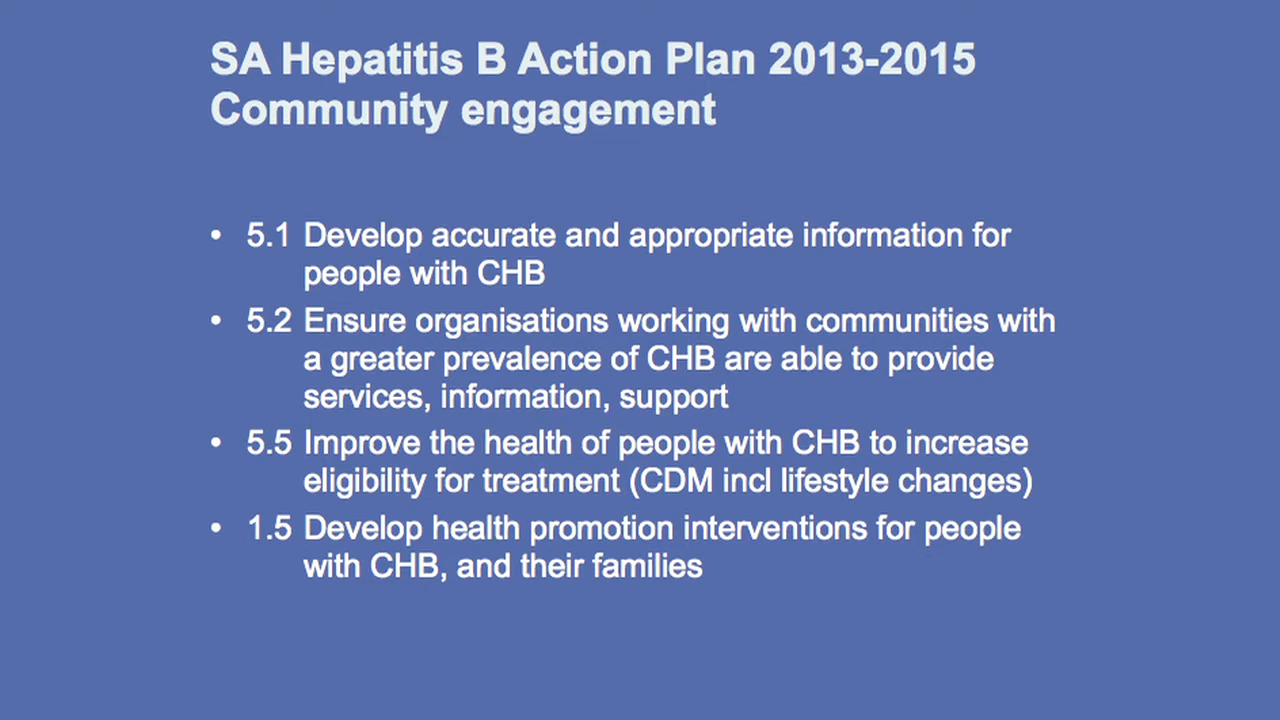 SA Hepatitis B Action Plan 2013-2015
Community engagement
• 5.1 Develop accurate and appropriate information for
people with CHB
• 5.2 Ensure organisations working with communities with
a greater prevalence of CHB are able to provide
services, information, support
• 5.5 Improve the health of people with CHB to increase
eligibility for treatment (CDM incl lifestyle changes)
• 1.5 Develop health promotion interventions for people
with CHB, and their families